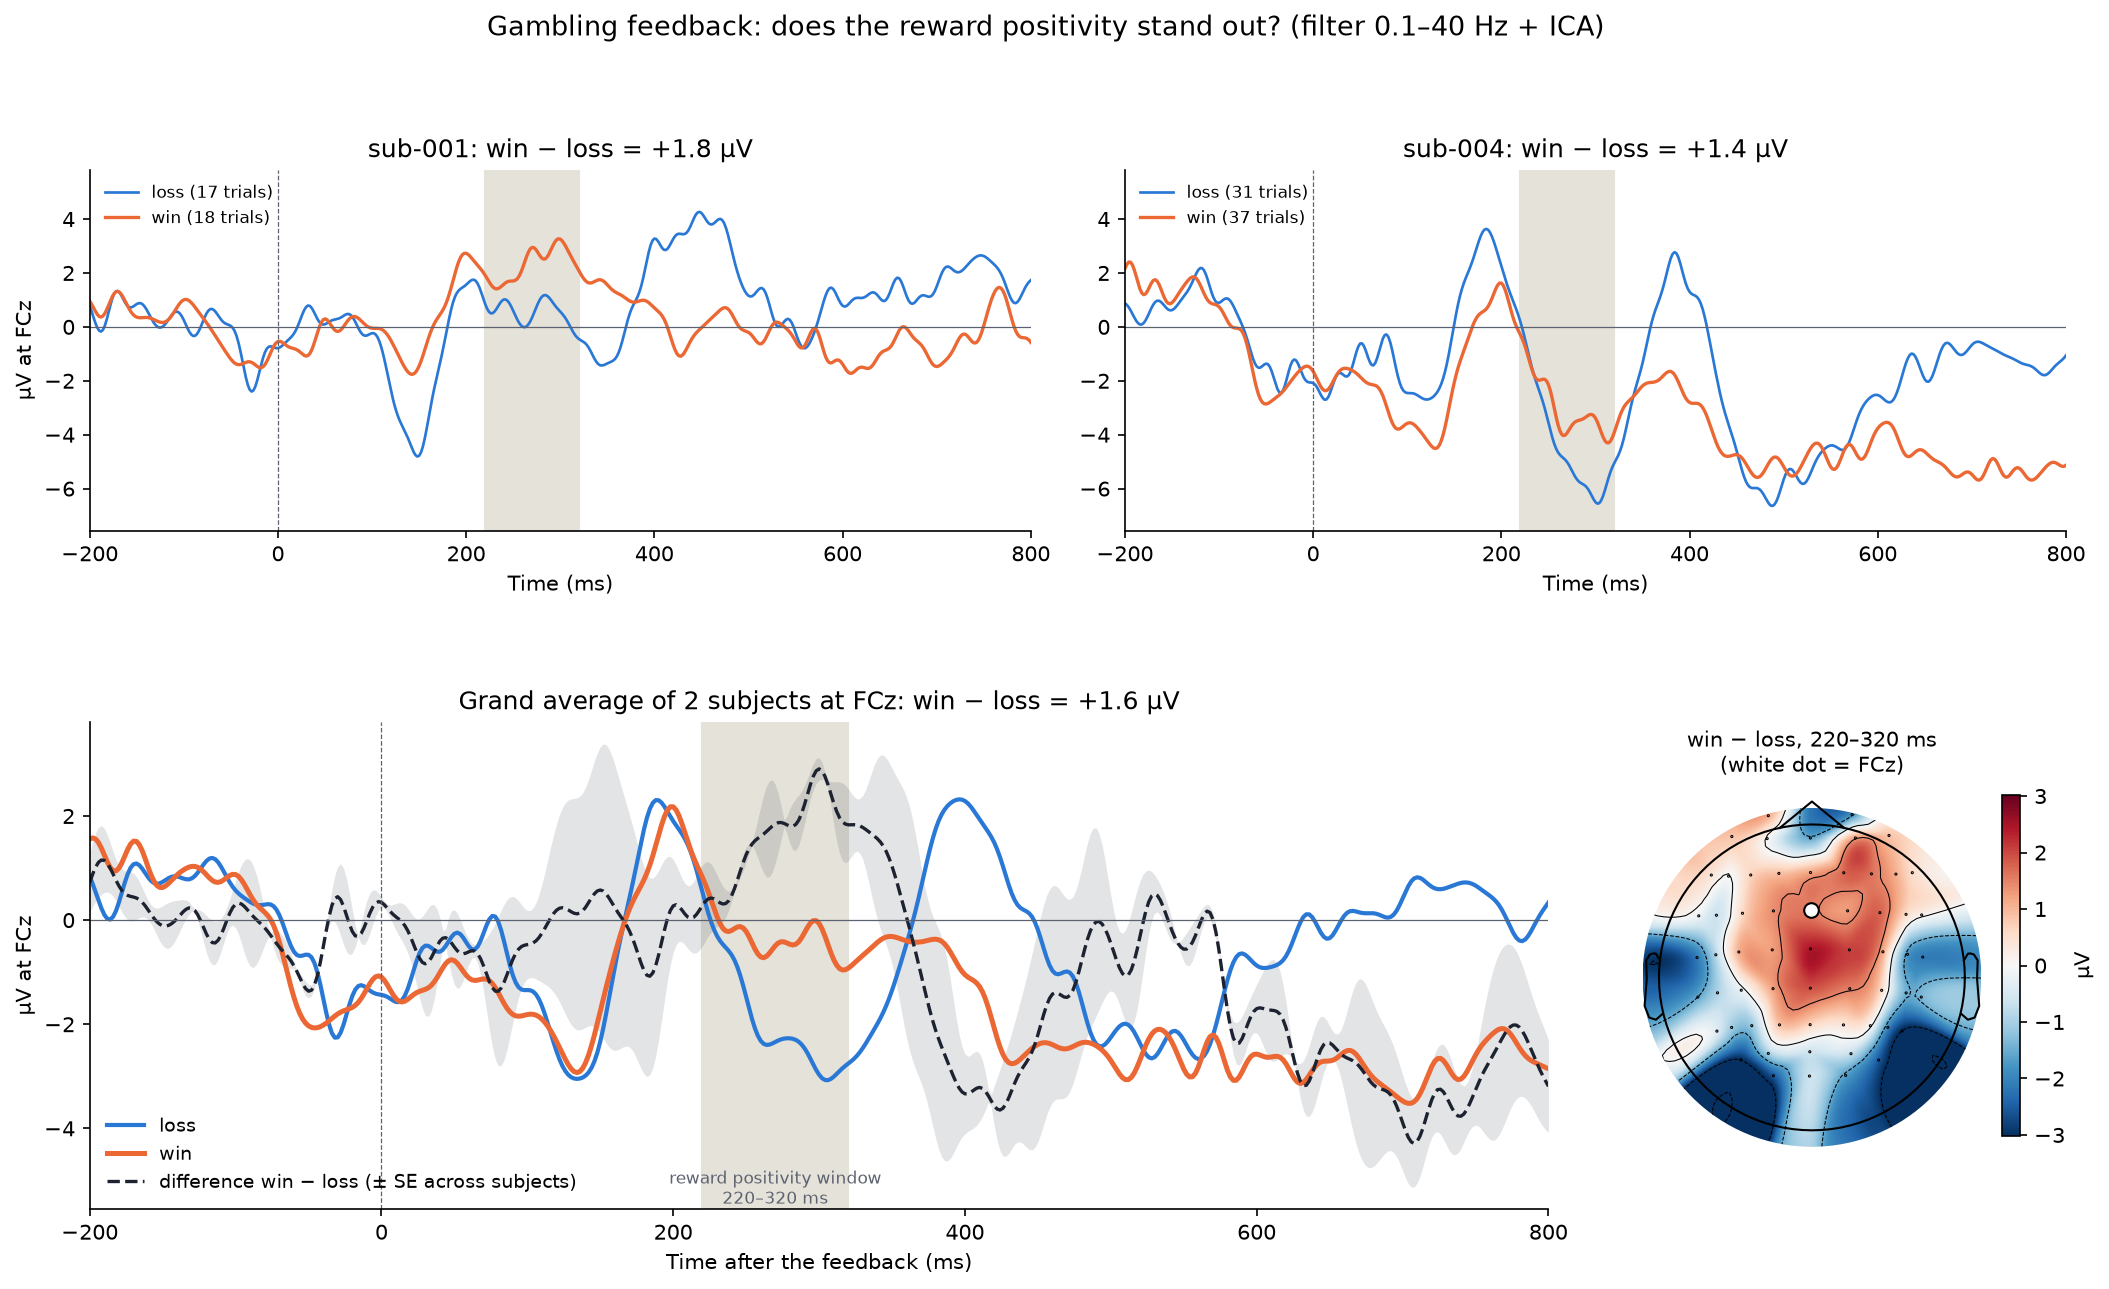 Gambling feedback: does the reward positivity stand out? (filter 0.1–40 Hz + ICA)
sub-001: win − loss = +1.8 µV
loss (17 trials)
win (18 trials)
4
2
0
−2
−4
−6
µV at FCz
−200
0
200
400
600
800
Time (ms)
sub-004: win − loss = +1.4 µV
loss (31 trials)
win (37 trials)
4
2
0
−2
−4
−6
−200
0
200
400
600
800
Time (ms)
Grand average of 2 subjects at FCz: win − loss = +1.6 µV
2
0
−2
−4
µV at FCz
loss
win
difference win − loss (± SE across subjects)
reward positivity window
220–320 ms
−200
0
200
400
600
800
Time after the feedback (ms)
win − loss, 220–320 ms
(white dot = FCz)
3
2
1
0
−1
−2
−3
µV